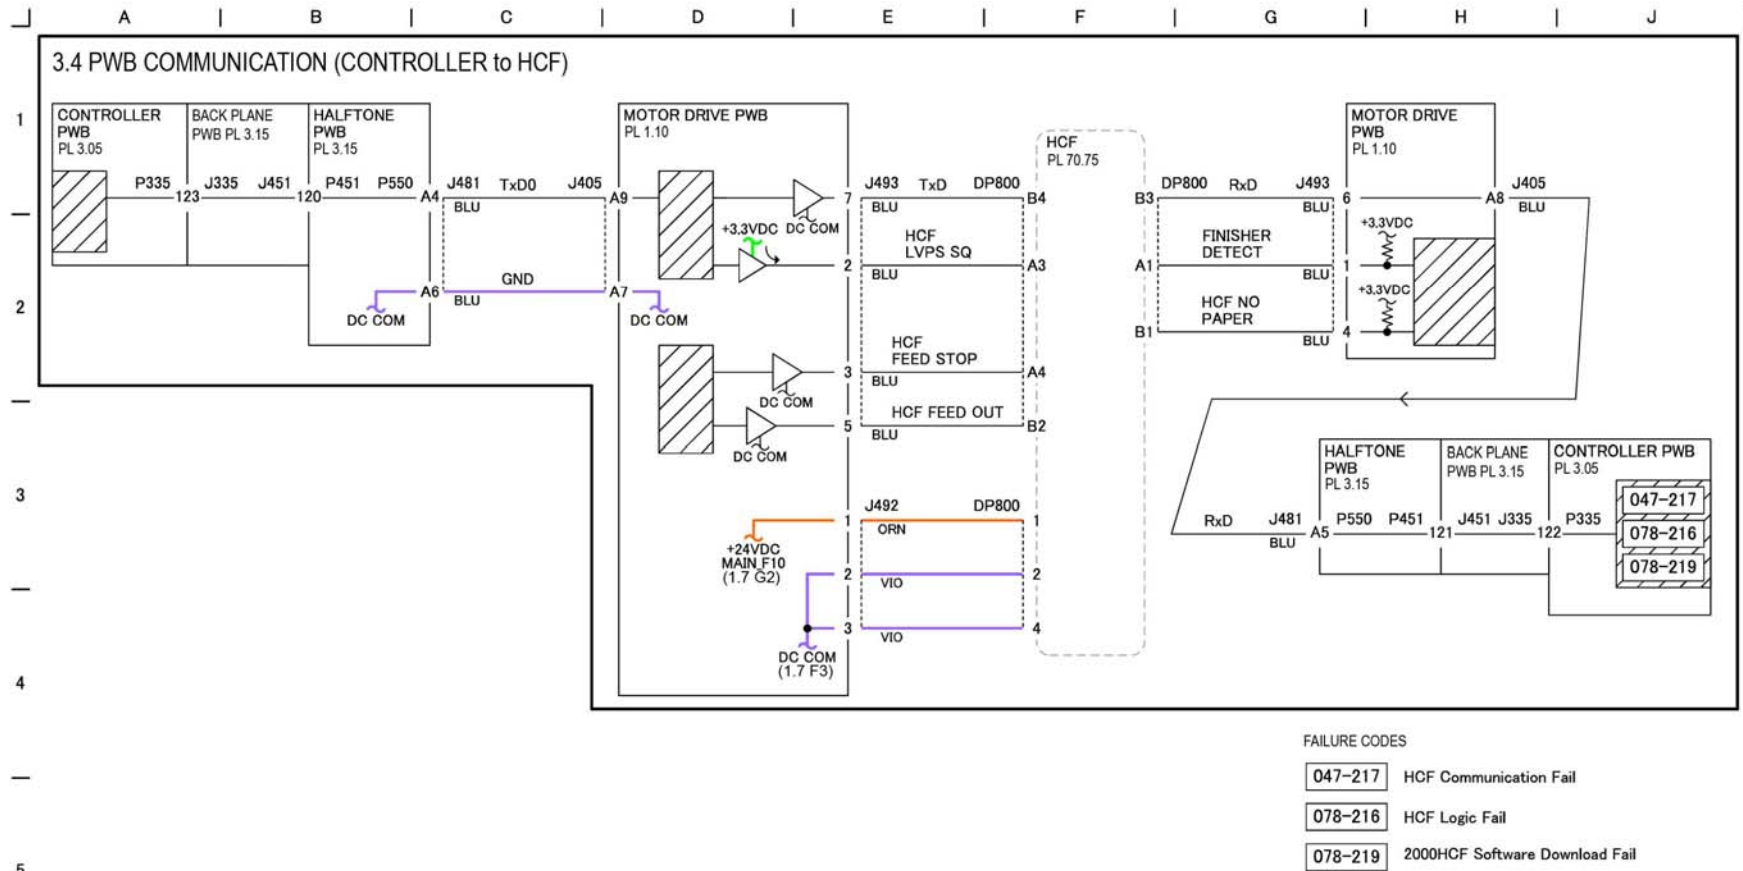 A B C D E F G H J
3.4 PWB COMMUNICATION (CONTROLLER to HCF)
1
CONTROLLER
PWB
PL 3.05
BACK PLANE
PWB PL 3.15
HALFTONE
PWB
PL 3.15
MOTOR DRIVE PWB
PL 1.10
HCF
PL 70.75
MOTOR DRIVE
PWB
PL 1.10
P335 J335 J451 P451 P550 J481 TxD0 J405 J493 TxD DP800 DP800 RxD J493 J405
123 120 A4 A9 7 B4 B3 6 A8
BLU BLU BLU BLU
+3.3VDC DC COM +3.3VDC
HCF
LVPS SQ
FINISHER
DETECT
2 A3 A1 1
BLU BLU
GND
A6 A7
BLU
+3.3VDC
HCF NO
PAPER
2
DC COM DC COM
B1 4
BLU
HCF
FEED STOP
3 A4
BLU
DC COM
HCF FEED OUT
5 B2
BLU
DC COM
HALFTONE
PWB
PL 3.15
BACK PLANE
PWB PL 3.15
CONTROLLER PWB
PL 3.05
3
J492 DP800
1 1
ORN
+24VDC
MAIN_F10
(1.7 G2)
RxD J481 P550 P451 J451 J335 P335
BLU A5 121 122
047-217
078-216
078-219
2 2
VIO
3 4
VIO
DC COM
(1.7 F3)
4
FAILURE CODES
047-217 HCF Communication Fail
078-216 HCF Logic Fail
078-219 2000HCF Software Download Fail
5